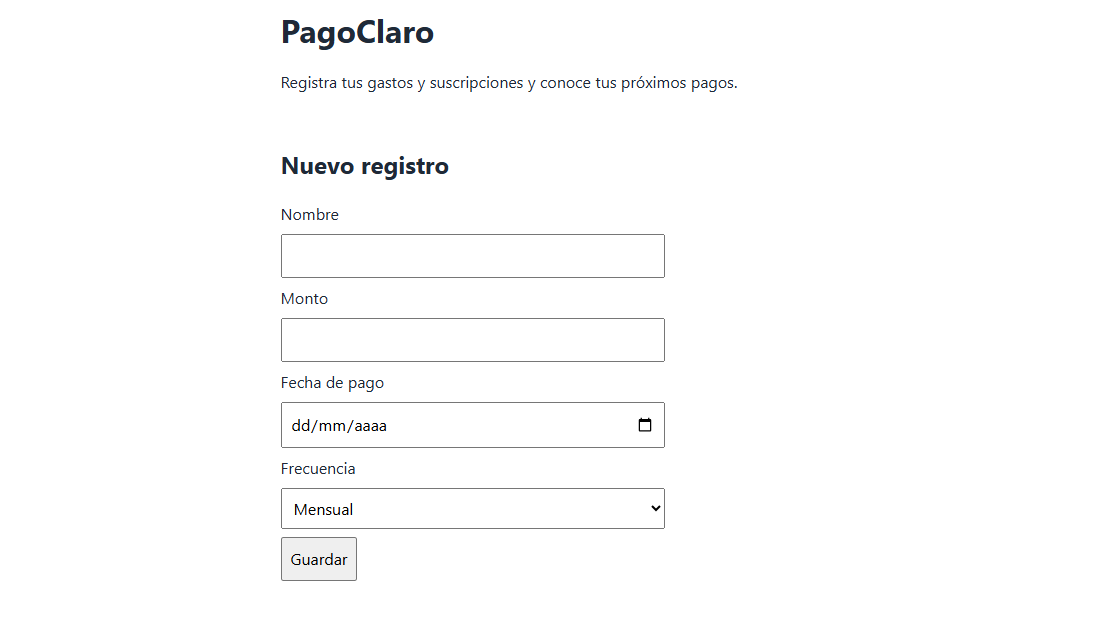 PagoClaro
Registra tus gastos y suscripciones y conoce tus próximos pagos.
Nuevo registro
Nombre
Monto
Fecha de pago
dd/mm/aaaa
Frecuencia
Mensual
Guardar